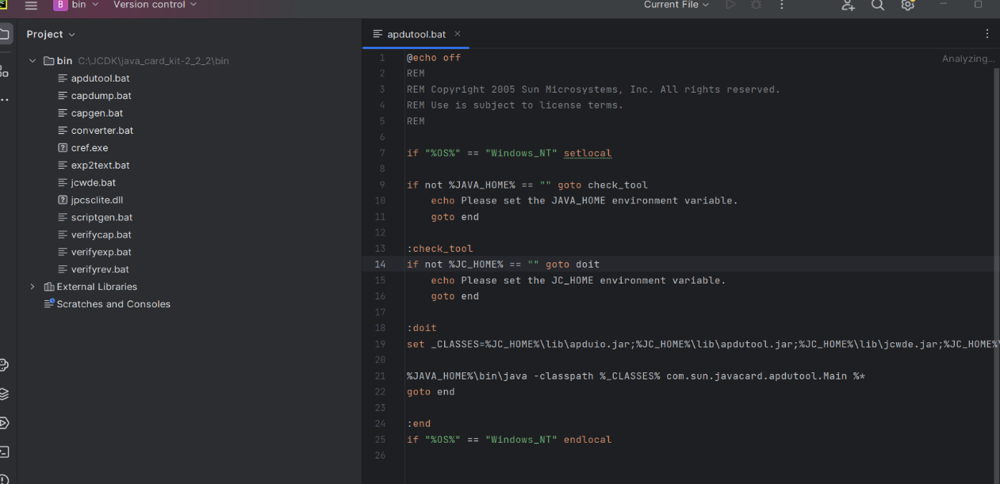 B bin Version control Current File
Project
apdutool.bat
bin C:\JCDK\java_card_kit-2_2_2\bin
apdutool.bat
capdump.bat
capgen.bat
converter.bat
cref.exe
exp2text.bat
jcwde.bat
jpcsclite.dll
scriptgen.bat
verifycap.bat
verifyexp.bat
verifyrev.bat
External Libraries
Scratches and Consoles
Analyzing...
1 @echo off
2 REM
3 REM Copyright 2005 Sun Microsystems, Inc. All rights reserved.
4 REM Use is subject to license terms.
5 REM
6
7 if "%OS%" == "Windows_NT" setlocal
8
9 if not %JAVA_HOME% == "" goto check_tool
10 echo Please set the JAVA_HOME environment variable.
11 goto end
12
13 :check_tool
14 if not %JC_HOME% == "" goto doit
15 echo Please set the JC_HOME environment variable.
16 goto end
17
18 :doit
19 set _CLASSES=%JC_HOME%\lib\apduio.jar;%JC_HOME%\lib\apdutool.jar;%JC_HOME%\lib\jcwde.jar;%JC_HOME%\
20
21 %JAVA_HOME%\bin\java -classpath %_CLASSES% com.sun.javacard.apdutool.Main %*
22 goto end
23
24 :end
25 if "%OS%" == "Windows_NT" endlocal
26